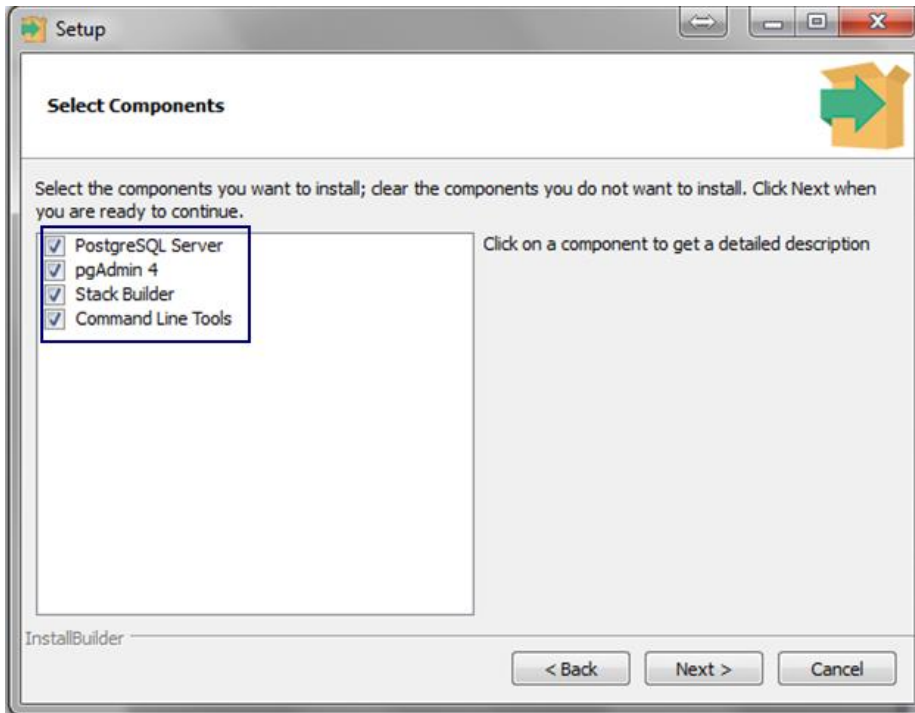 Setup
Select Components
Select the components you want to install; clear the components you do not want to install. Click Next when
you are ready to continue.
PostgreSQL Server
pgAdmin 4
Stack Builder
Command Line Tools
Click on a component to get a detailed description
InstallBuilder
< Back
Next >
Cancel